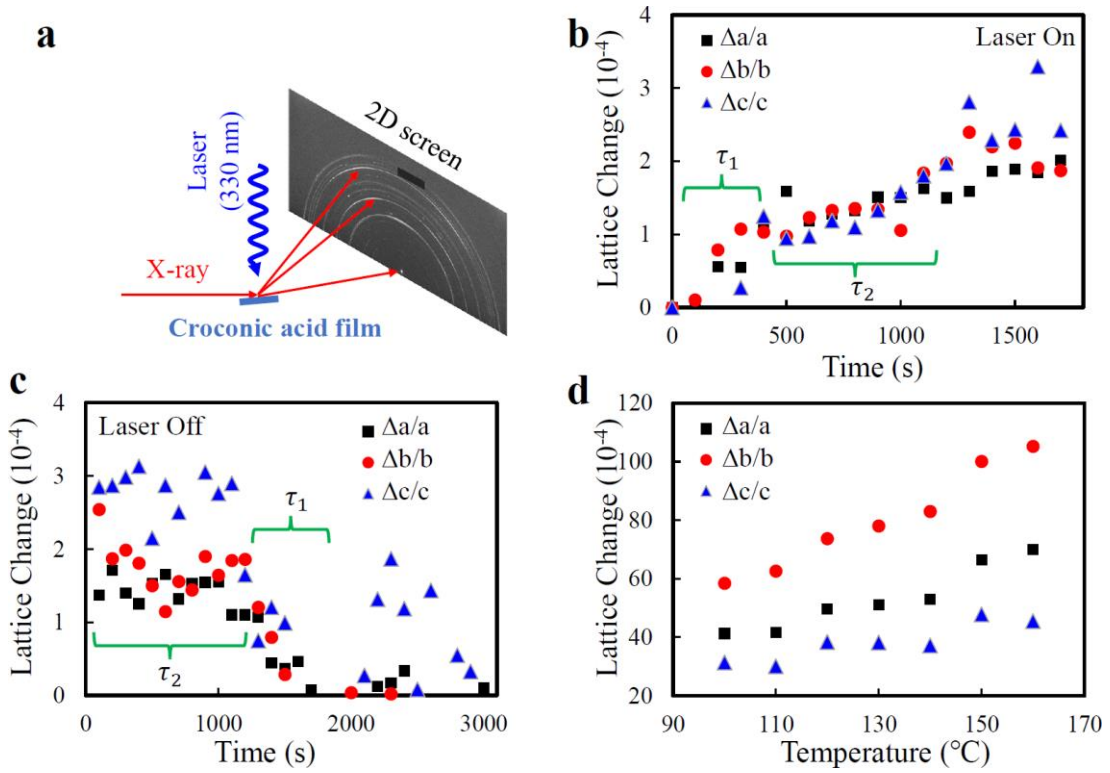 a
Laser
(330 nm)
2D screen
X-ray
Croconic acid film
b
Lattice Change (10⁻⁴)
4
3
2
1
0
Δa/a
Δb/b
Δc/c
Laser On
τ₁
τ₂
0 500 1000 1500
Time (s)
c
Lattice Change (10⁻⁴)
4
3
2
1
0
Laser Off
Δa/a
Δb/b
Δc/c
τ₁
τ₂
0 1000 2000 3000
Time (s)
d
Lattice Change (10⁻⁴)
120
100
80
60
40
20
Δa/a
Δb/b
Δc/c
90 110 130 150 170
Temperature (°C)